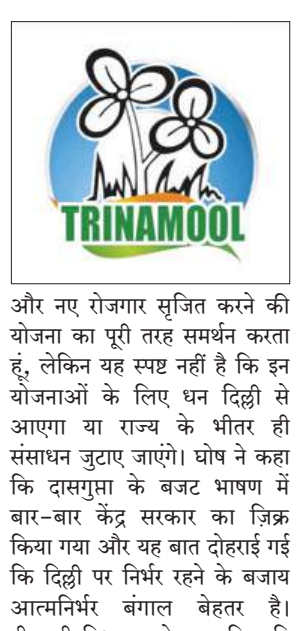 TRINAMOOL
और नए रोजगार सृजित करने की
योजना का पूरी तरह समर्थन करता
हूं, लेकिन यह स्पष्ट नहीं है कि इन
योजनाओं के लिए धन दिल्ली से
आएगा या राज्य के भीतर ही
संसाधन जुटाए जाएंगे। घोष ने कहा
कि दासगुप्ता के बजट भाषण में
बार-बार केंद्र सरकार का ज़िक्र
किया गया और यह बात दोहराई गई
कि दिल्ली पर निर्भर रहने के बजाय
आत्मनिर्भर बंगाल बेहतर है।